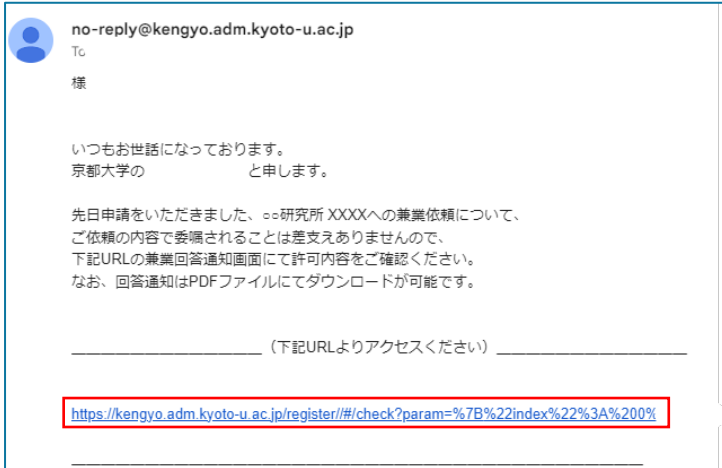 no-reply@kengyo.adm.kyoto-u.ac.jp
To
様
いつもお世話になっております。
京都大学の と申します。
先日申請をいただきました、○○研究所 XXXXへの兼業依頼について、
ご依頼の内容で委嘱されることは差支えありませんので、
下記URLの兼業回答通知画面にて許可内容をご確認ください。
なお、回答通知はPDFファイルにてダウンロードが可能です。
（下記URLよりアクセスください）
https://kengyo.adm.kyoto-u.ac.jp/register//#/check?param=%7B%22index%22%3A%200%